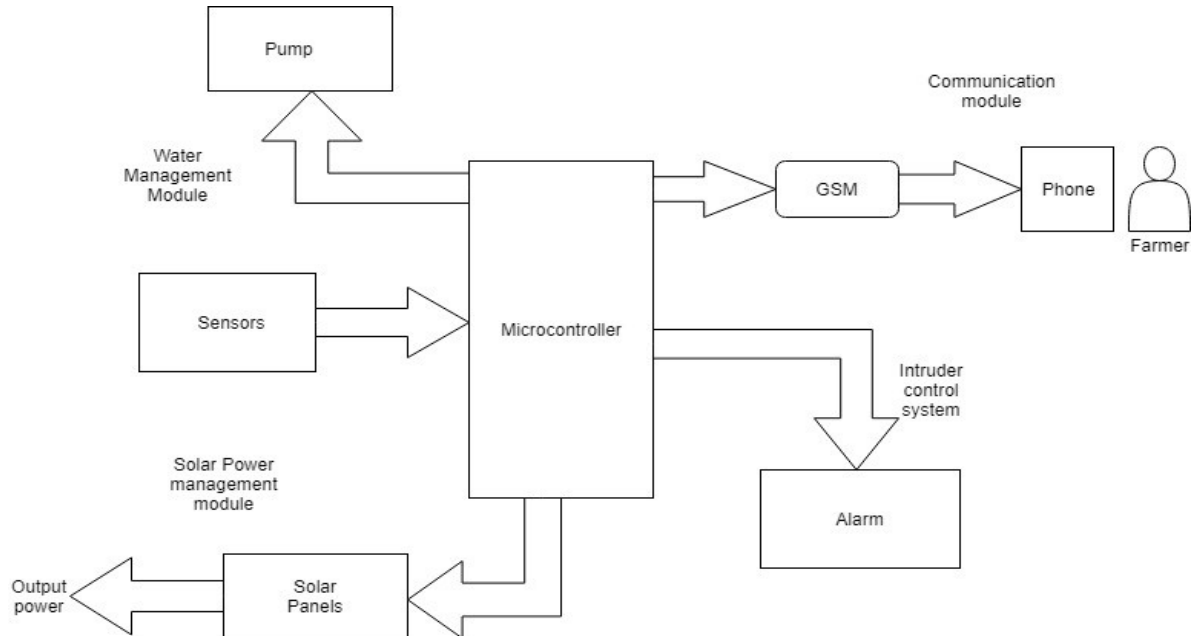 Pump
Communication
module
Water
Management
Module
GSM
Phone
Farmer
Sensors
Microcontroller
Intruder
control
system
Solar Power
management
module
Alarm
Output
power
Solar
Panels